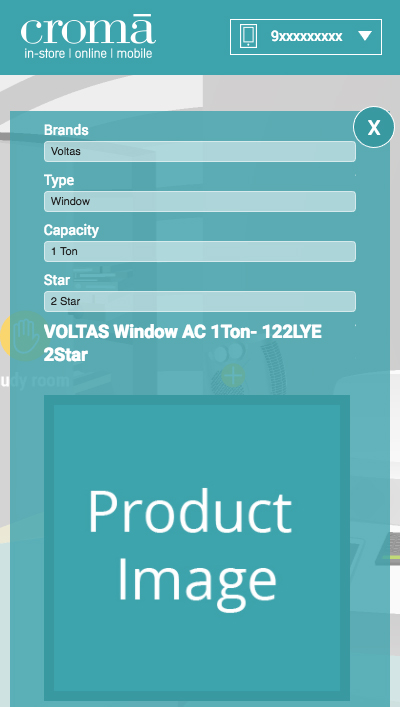 cromā
in-store | online | mobile
9xxxxxxxxx
X
Brands
Voltas
Type
Window
Capacity
1 Ton
Star
2 Star
VOLTAS Window AC 1Ton- 122LYE
2Star
udy room
Product
Image